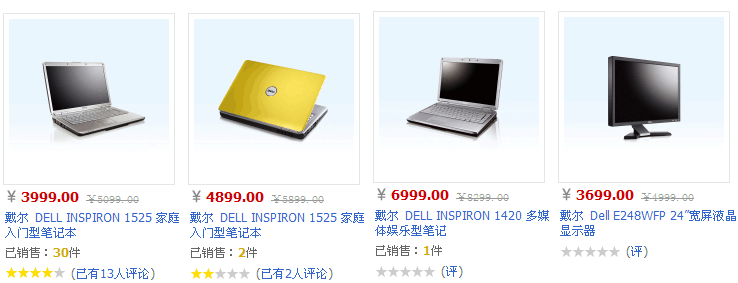 ¥ 3999.00 ¥5099.00
戴尔 DELL INSPIRON 1525 家庭
入门型笔记本
已销售：30件
(已有13人评论)
¥ 4899.00 ¥5899.00
戴尔 DELL INSPIRON 1525 家庭
入门型笔记本
已销售：2件
(已有2人评论)
¥ 6999.00 ¥8299.00
戴尔 DELL INSPIRON 1420 多媒
体娱乐型笔记
已销售：1件
(评)
¥ 3699.00 ¥4999.00
戴尔 Dell E248WFP 24″宽屏液晶
显示器
(评)